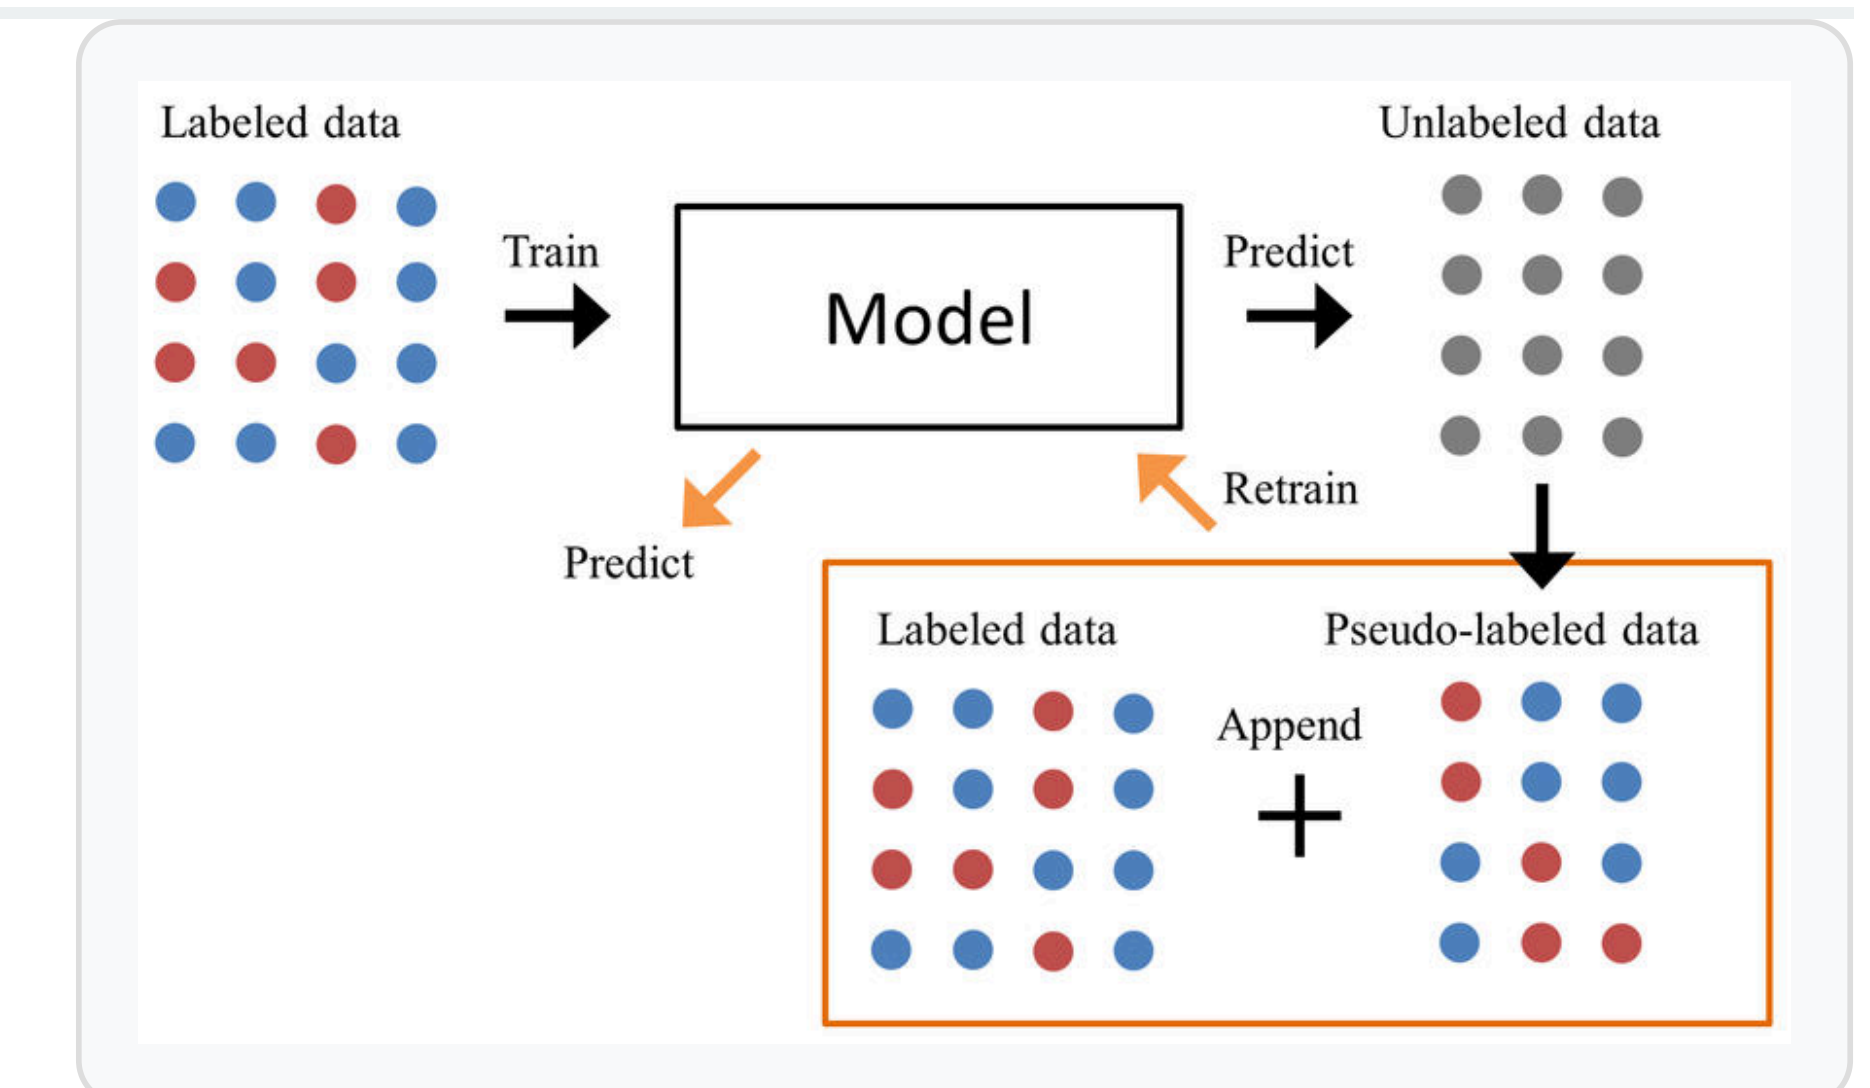 Labeled data
Unlabeled data
Train
Model
Predict
Retrain
Predict
Labeled data
Pseudo-labeled data
Append